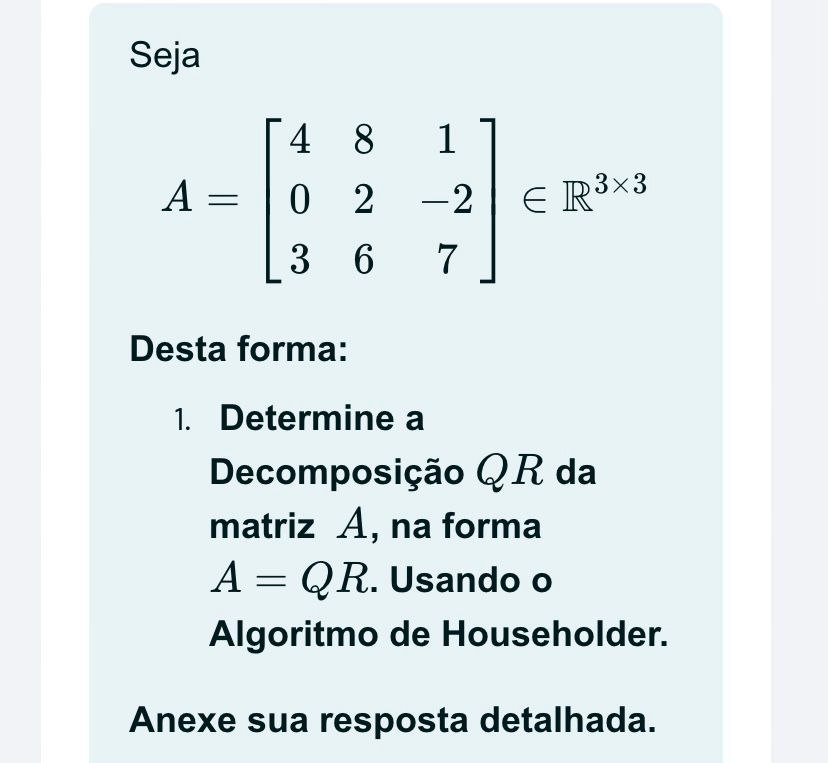 Seja
A = \begin{bmatrix} 4 & 8 & 1 \\ 0 & 2 & -2 \\ 3 & 6 & 7 \end{bmatrix} \in \mathbb{R}^{3 \times 3}
Desta forma:
1. Determine a
Decomposição QR da
matriz A, na forma
A = QR. Usando o
Algoritmo de Householder.
Anexe sua resposta detalhada.